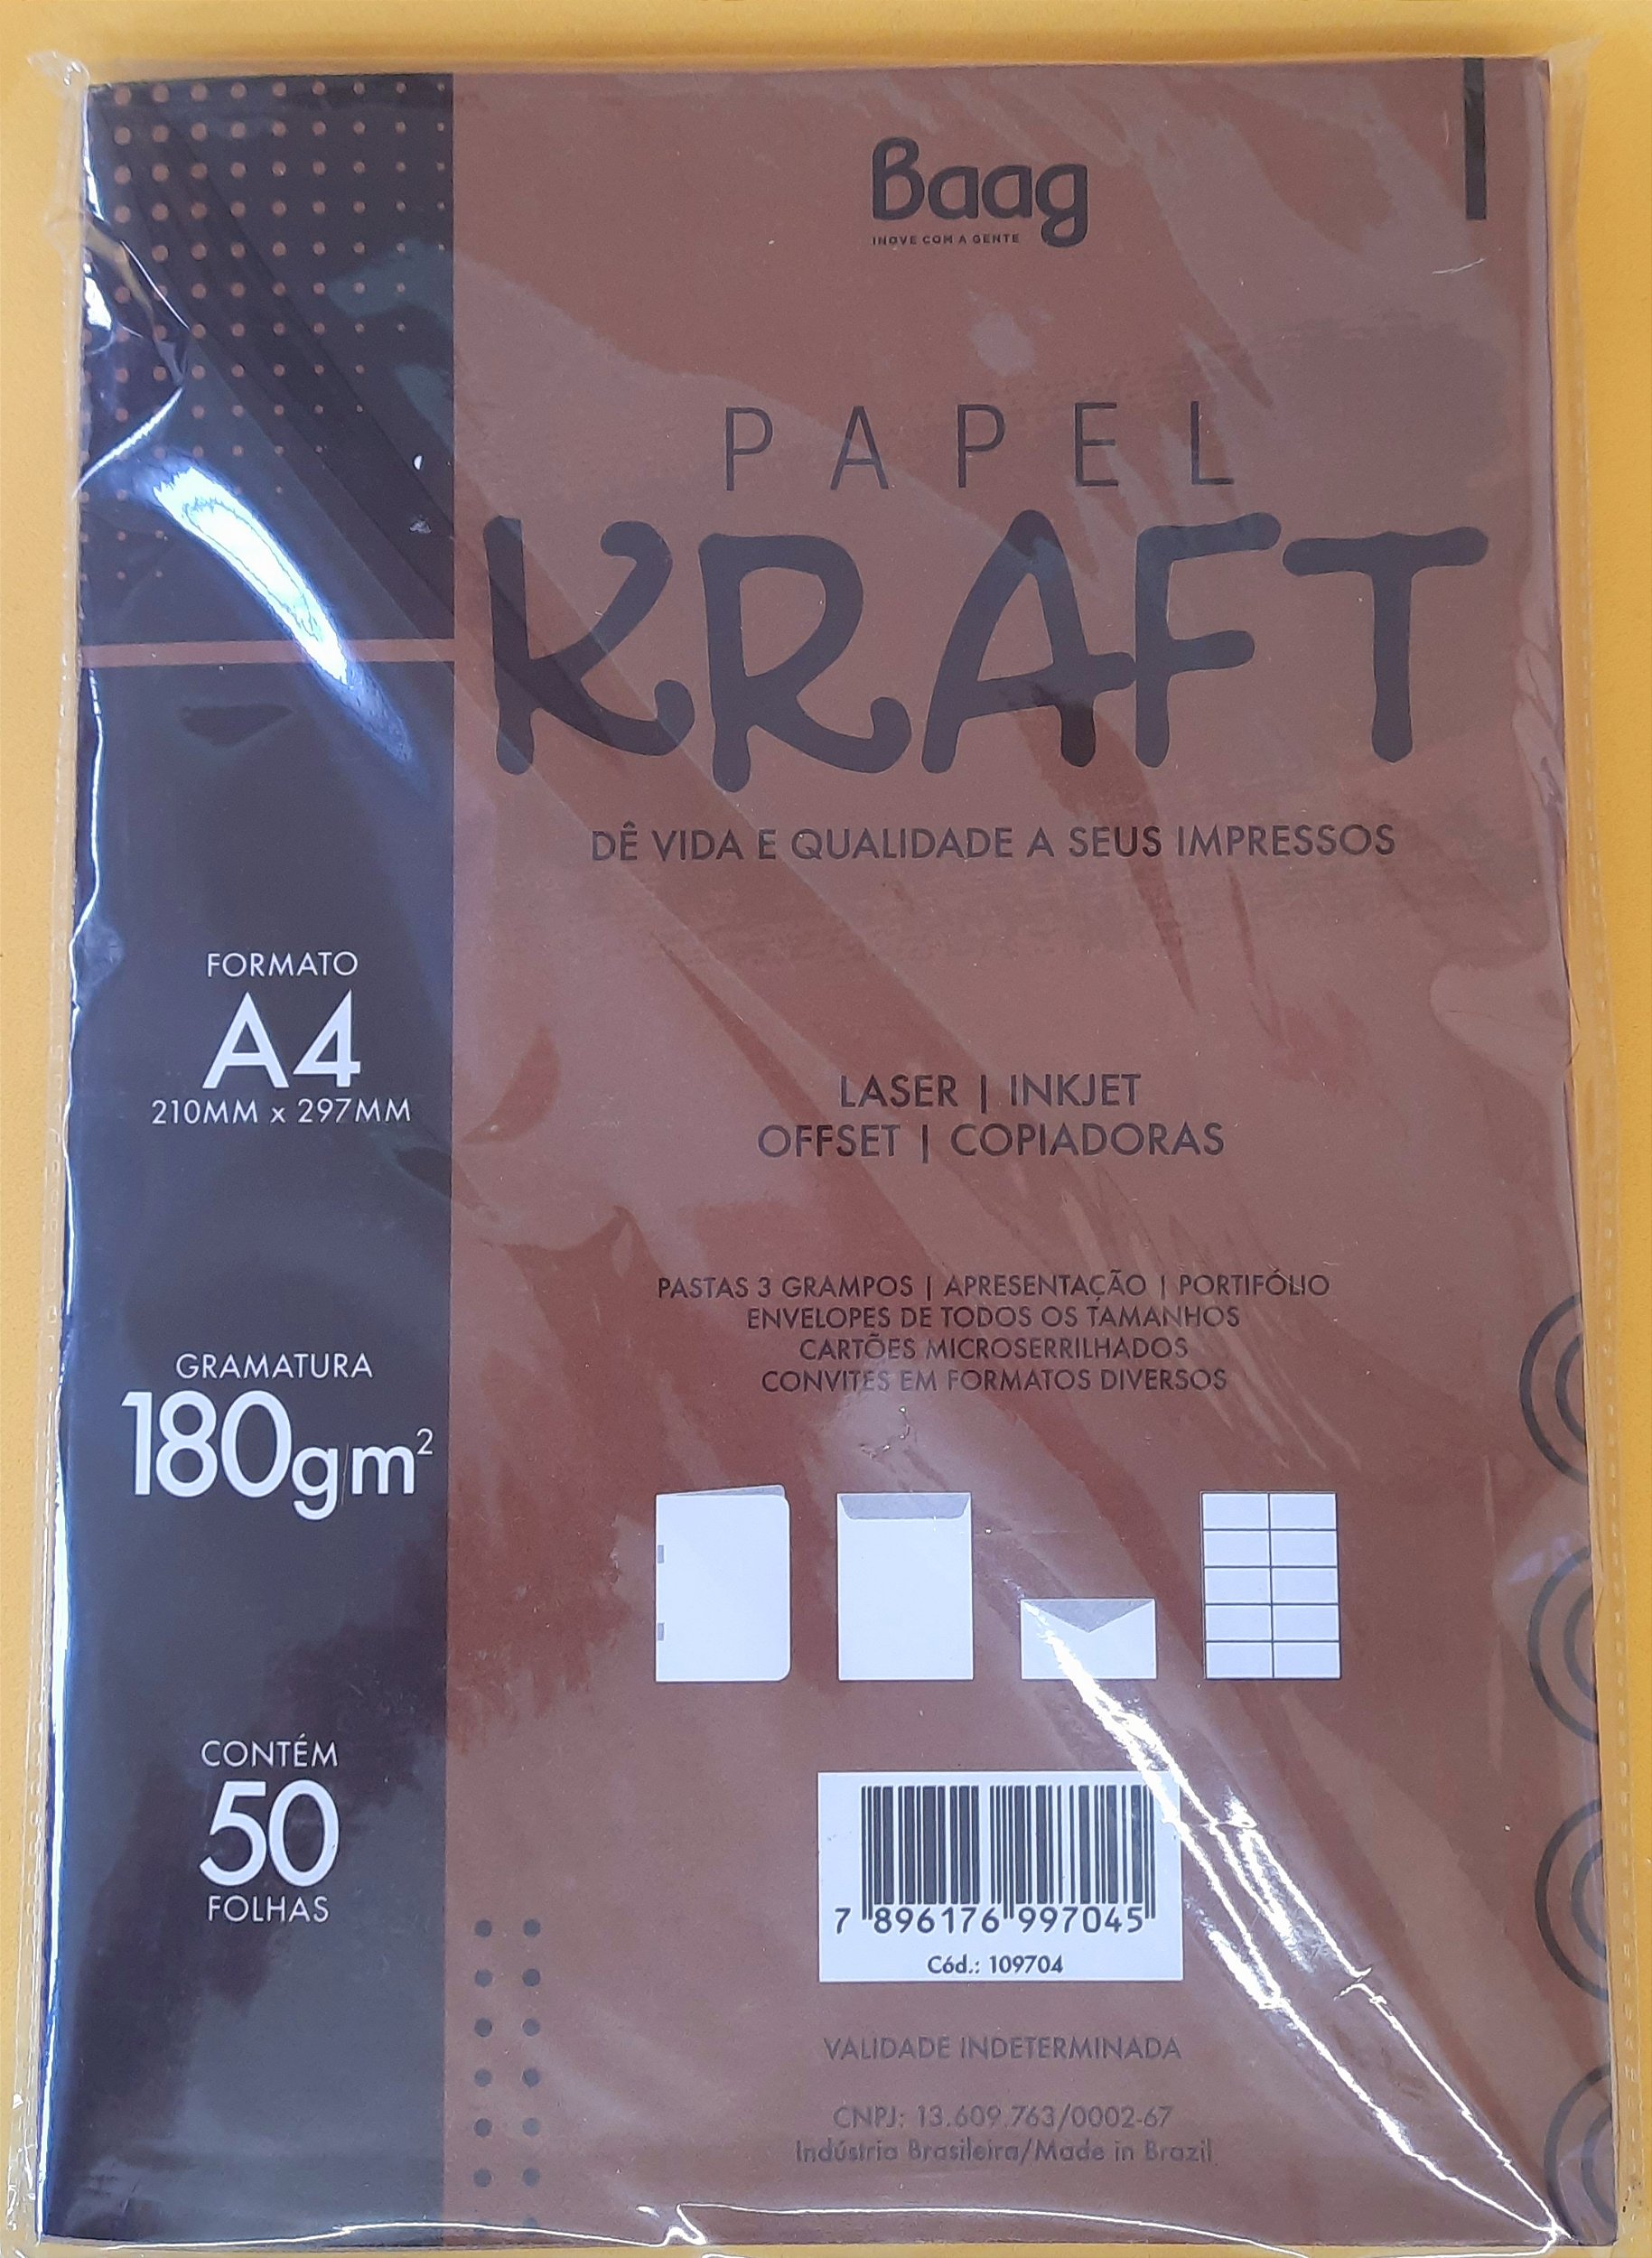 Baag
INOVE COM A GENTE
PAPEL
KRAFT
DÊ VIDA E QUALIDADE A SEUS IMPRESSOS
FORMATO
A4
210MM x 297MM
LASER | INKJET
OFFSET | COPIADORAS
PASTAS 3 GRAMPOS | APRESENTAÇÃO | PORTIFÓLIO
ENVELOPES DE TODOS OS TAMANHOS
CARTÕES MICROSERRILHADOS
CONVITES EM FORMATOS DIVERSOS
GRAMATURA
180g/m²
CONTÉM
50
FOLHAS
7 896176 997045
Cód.: 109704
VALIDADE INDETERMINADA
CNPJ: 13.609.763/0002-67
Indústria Brasileira/Made in Brazil